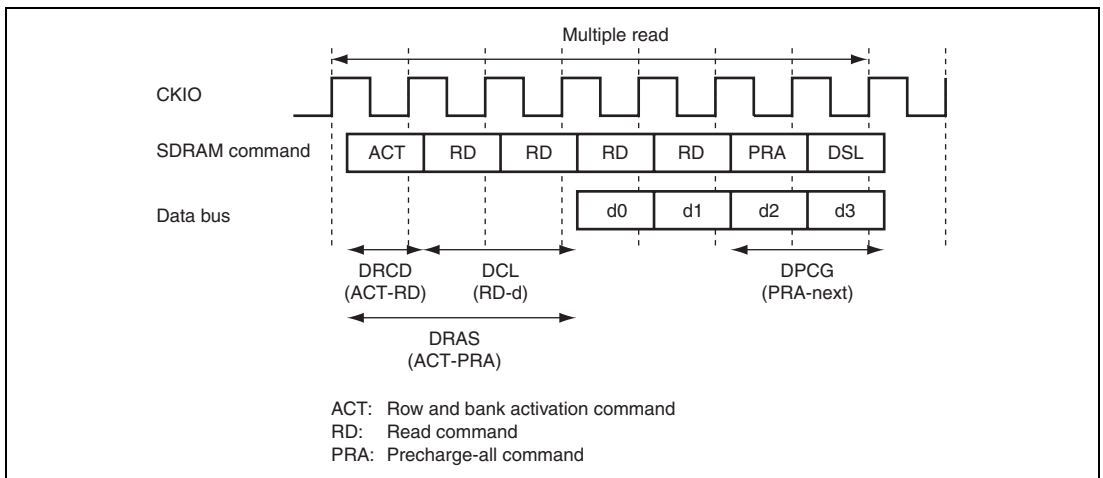 Multiple read
CKIO
SDRAM command ACT RD RD RD RD PRA DSL
Data bus d0 d1 d2 d3
DRCD DCL DPCG
(ACT-RD) (RD-d) (PRA-next)
DRAS
(ACT-PRA)
ACT: Row and bank activation command
RD: Read command
PRA: Precharge-all command